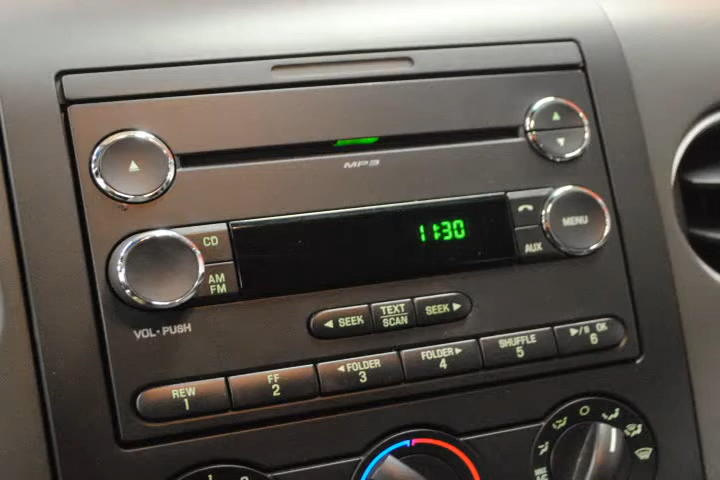 MP3
CD
11:30
MENU
AUX
AM
FM
VOL•PUSH
◄ SEEK
TEXT
SCAN
SEEK ►
REW
1
FF
2
◄FOLDER
3
FOLDER►
4
SHUFFLE
5
►/II OK
6